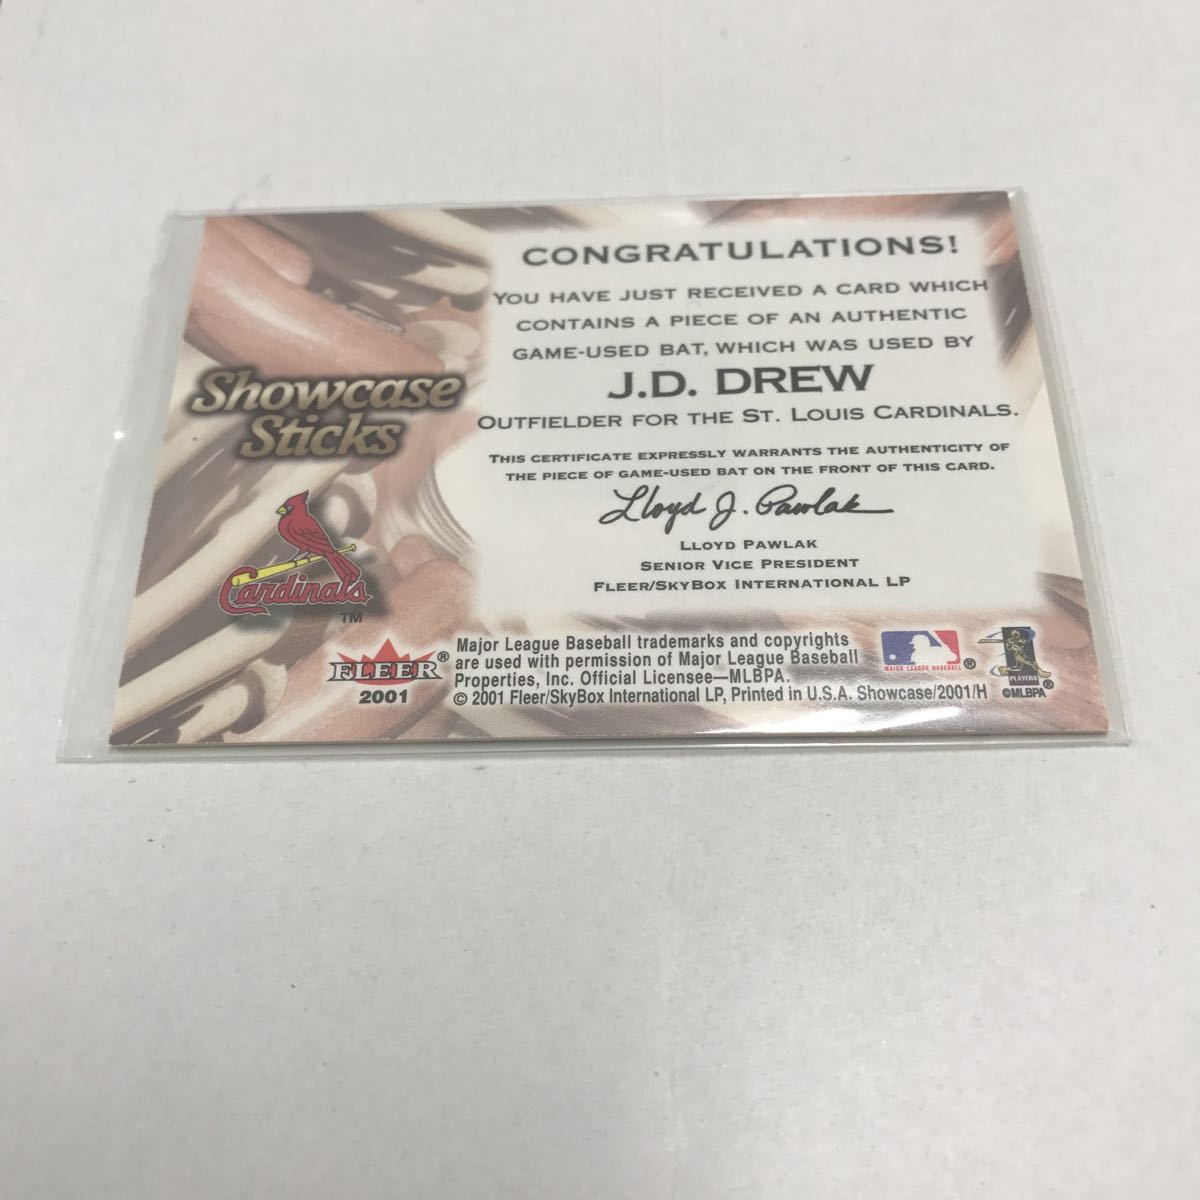 CONGRATULATIONS!
YOU HAVE JUST RECEIVED A CARD WHICH
CONTAINS A PIECE OF AN AUTHENTIC
GAME-USED BAT, WHICH WAS USED BY
J.D. DREW
OUTFIELDER FOR THE ST. LOUIS CARDINALS.
THIS CERTIFICATE EXPRESSLY WARRANTS THE AUTHENTICITY OF
THE PIECE OF GAME-USED BAT ON THE FRONT OF THIS CARD.
Lloyd J. Pawlak
LLOYD PAWLAK
SENIOR VICE PRESIDENT
FLEER/SKYBOX INTERNATIONAL LP
Showcase
Sticks
Cardinals
TM
FLEER®
2001
Major League Baseball trademarks and copyrights
are used with permission of Major League Baseball
Properties, Inc. Official Licensee—MLBPA.
© 2001 Fleer/SkyBox International LP, Printed in U.S.A. Showcase/2001/H
MAJOR LEAGUE BASEBALL ®
PLAYERS ®
©MLBPA